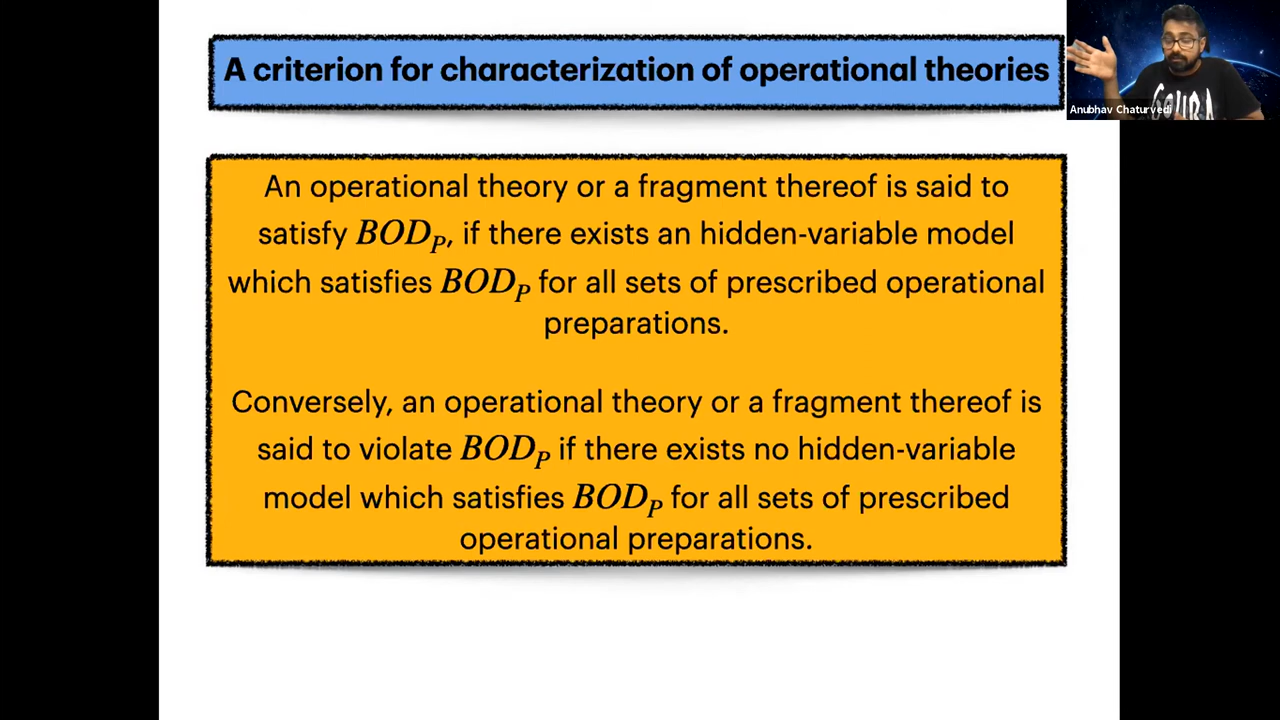 A criterion for characterization of operational theories
Anubhav Chaturvedi
An operational theory or a fragment thereof is said to
satisfy BOD_P, if there exists an hidden-variable model
which satisfies BOD_P for all sets of prescribed operational
preparations.
Conversely, an operational theory or a fragment thereof is
said to violate BOD_P if there exists no hidden-variable
model which satisfies BOD_P for all sets of prescribed
operational preparations.